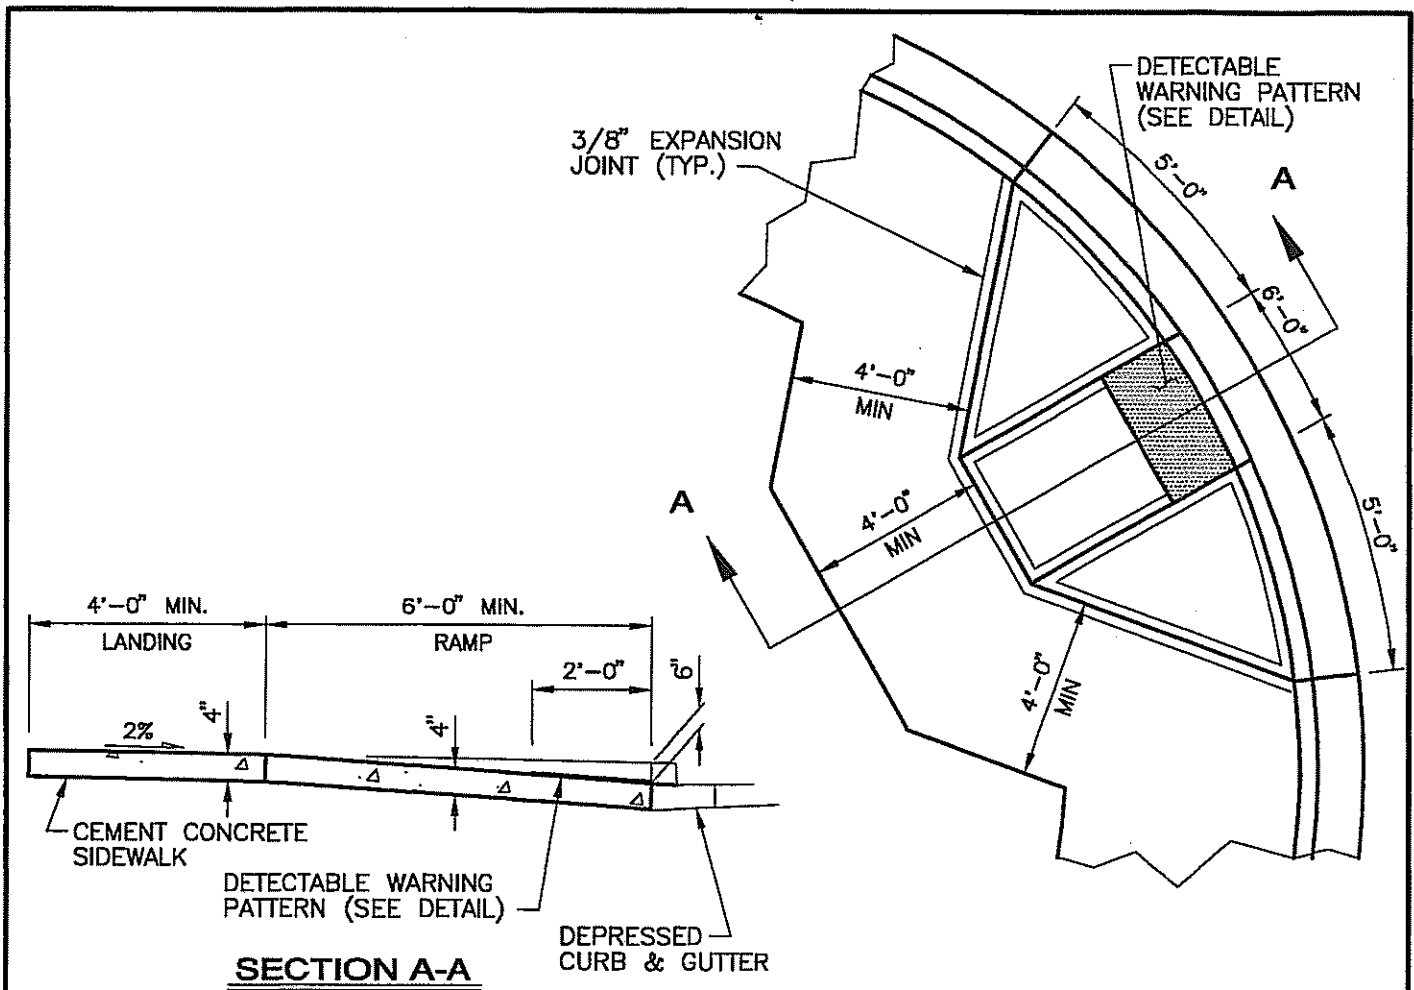 DETECTABLE
WARNING PATTERN
(SEE DETAIL)
3/8" EXPANSION
JOINT (TYP.)
5'-0"
A
6'-0"
4'-0"
MIN
A
4'-0"
MIN
5'-0"
4'-0"
MIN
4'-0" MIN.
LANDING
6'-0" MIN.
RAMP
2'-0"
6"
4"
4"
2%
CEMENT CONCRETE
SIDEWALK
DETECTABLE WARNING
PATTERN (SEE DETAIL)
DEPRESSED
CURB & GUTTER
SECTION A-A